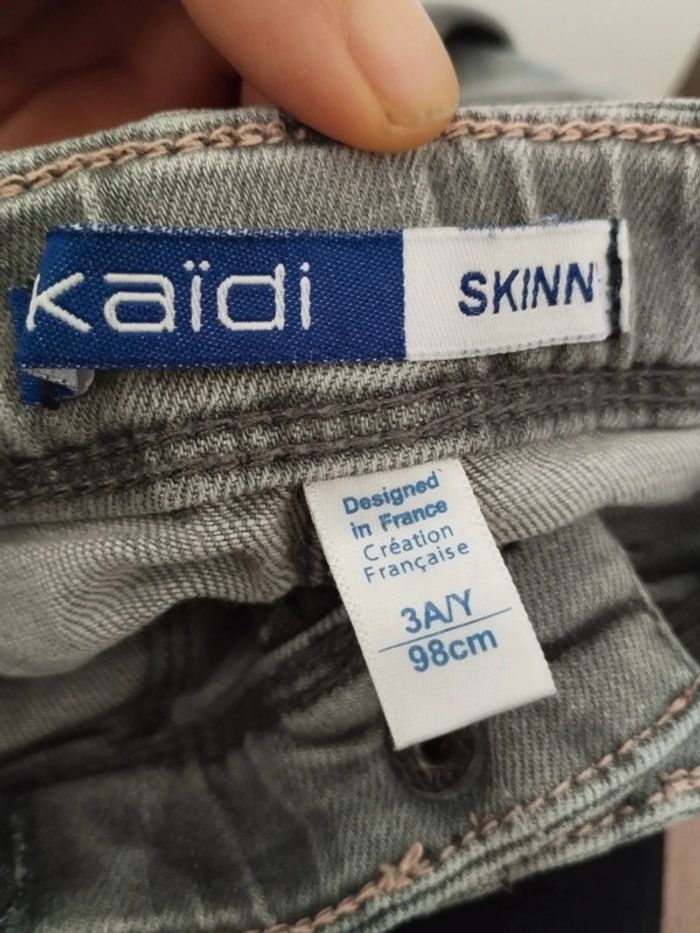 kaïdi
SKINN
Designed
in France
Création
Française
3A/Y
98cm